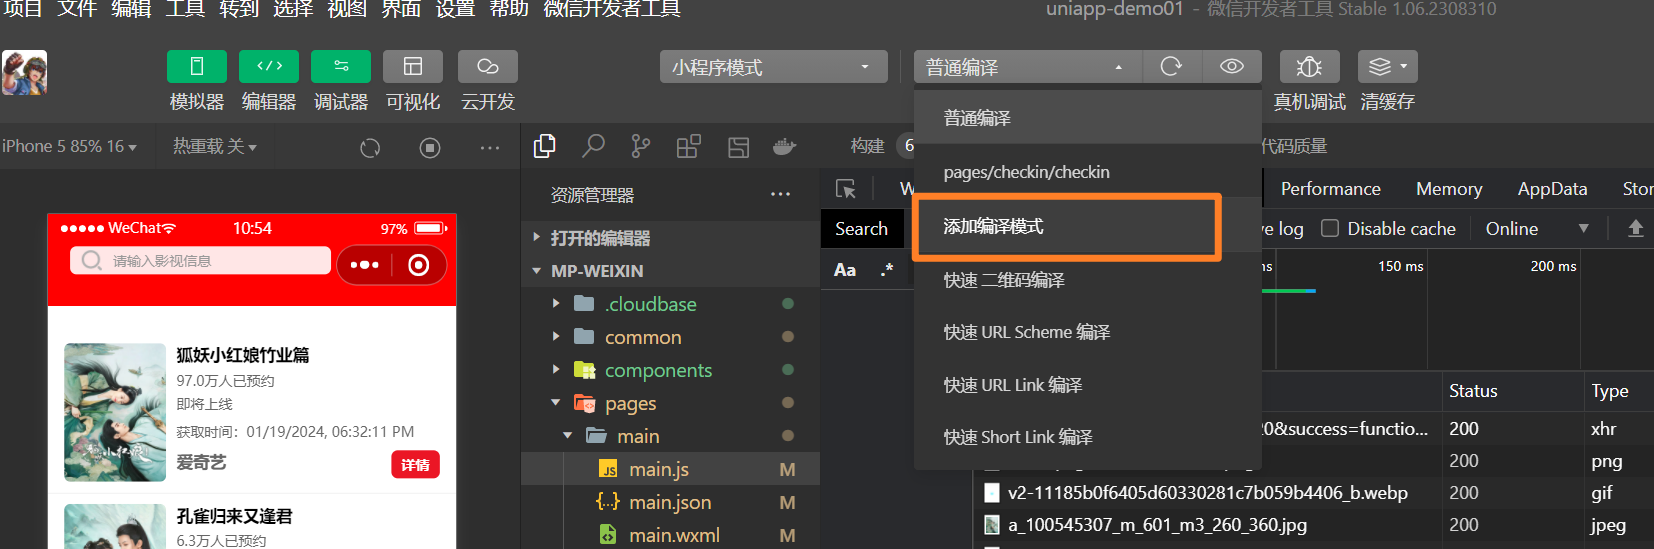 项目 文件 编辑 工具 转到 选择 视图 界面 设置 帮助 微信开发者工具
uniapp-demo01 - 微信开发者工具 Stable 1.06.2308310
模拟器 编辑器 调试器 可视化 云开发
小程序模式
普通编译
真机调试 清缓存
iPhone 5 85% 16
热重载 关
普通编译
pages/checkin/checkin
添加编译模式
快速 二维码编译
快速 URL Scheme 编译
快速 URL Link 编译
快速 Short Link 编译
WeChat
10:54
97%
请输入影视信息
狐妖小红娘竹业篇
97.0万人已预约
即将上线
获取时间：01/19/2024, 06:32:11 PM
爱奇艺
详情
孔雀归来又逢君
6.3万人已预约
资源管理器
打开的编辑器
MP-WEIXIN
.cloudbase
common
components
pages
main
main.js M
main.json M
main.wxml M
构建 6
代码质量
W
Performance Memory AppData Stor
Search
ve log Disable cache Online
Aa .*
ms 150 ms 200 ms
Status Type
20&success=functio... 200 xhr
200 png
v2-11185b0f6405d60330281c7b059b4406_b.webp 200 gif
a_100545307_m_601_m3_260_360.jpg 200 jpeg